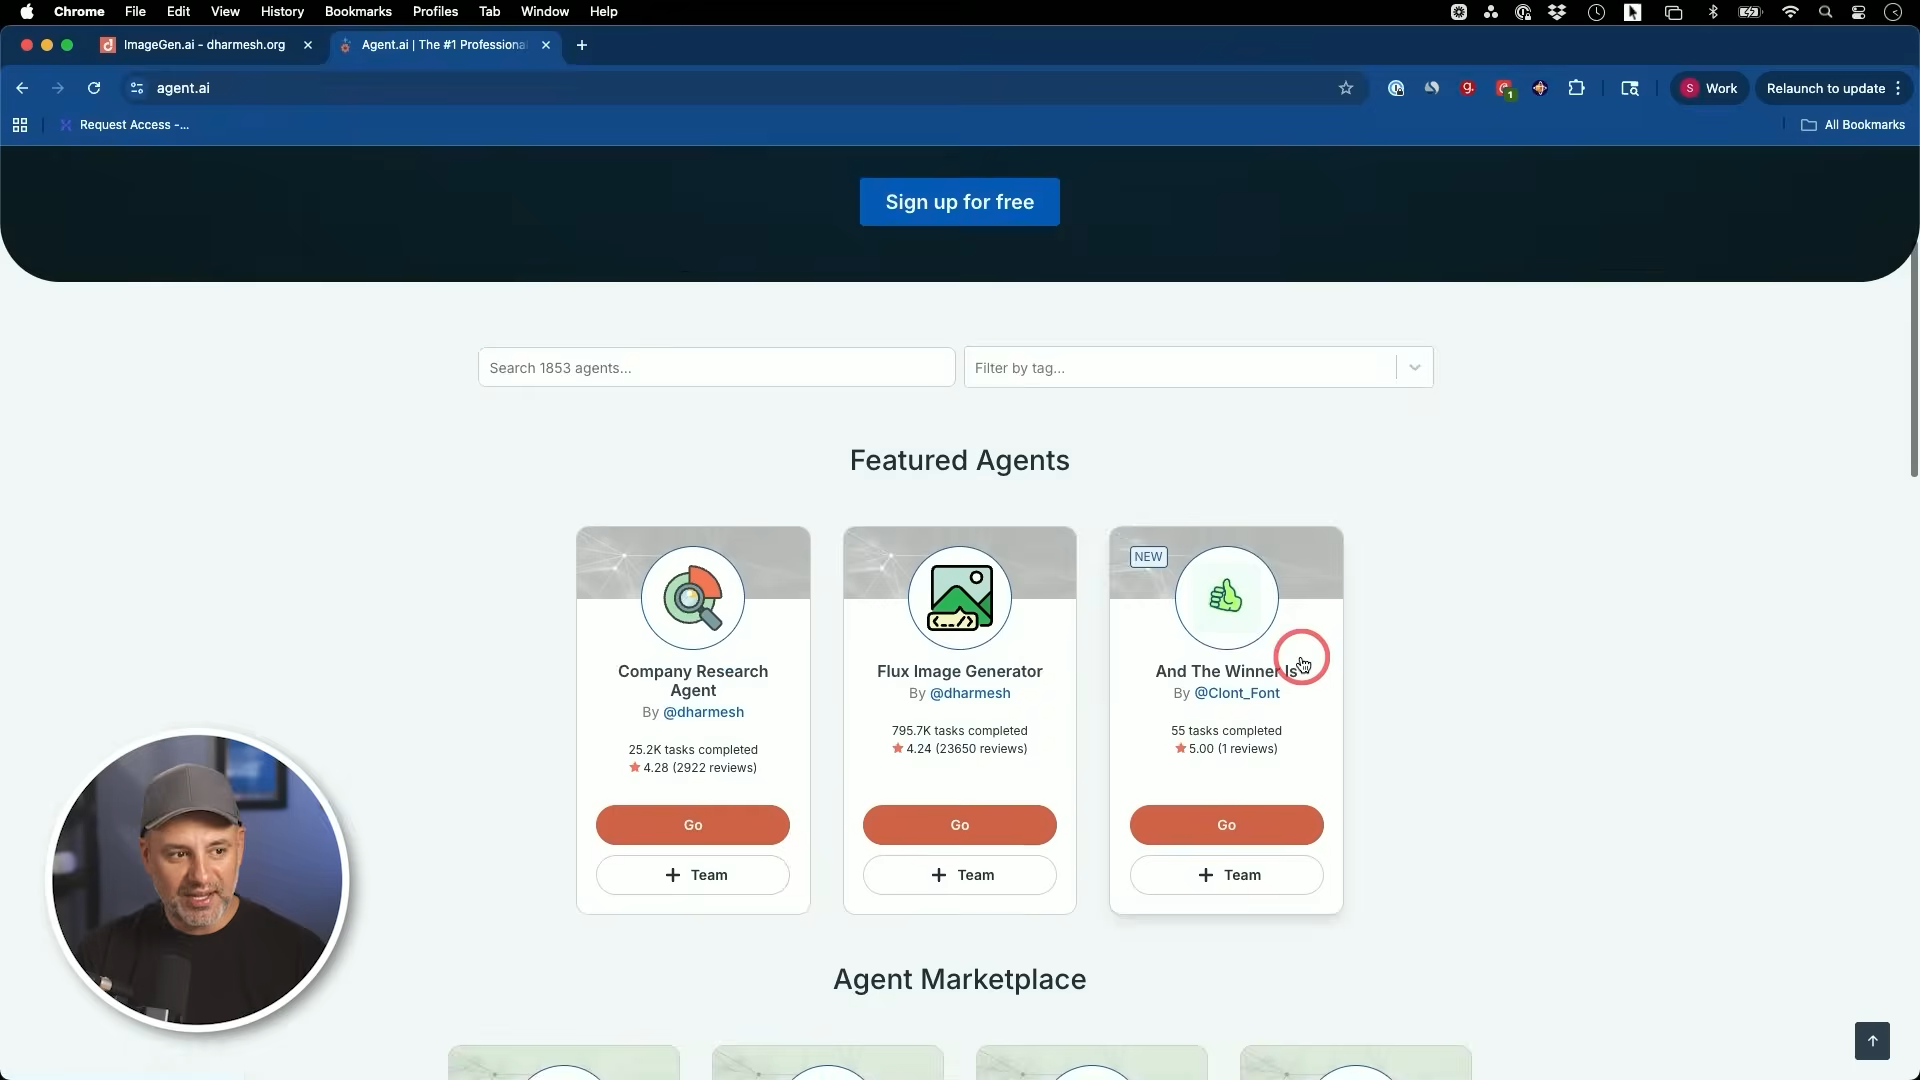 Chrome File Edit View History Bookmarks Profiles Tab Window Help
ImageGen.ai - dharmesh.org
Agent.ai | The #1 Professiona
agent.ai
S Work
Relaunch to update
Request Access -...
All Bookmarks
Sign up for free
Search 1853 agents...
Filter by tag...
Featured Agents
Company Research
Agent
By @dharmesh
25.2K tasks completed
4.28 (2922 reviews)
Go
+ Team
Flux Image Generator
By @dharmesh
795.7K tasks completed
4.24 (23650 reviews)
Go
+ Team
NEW
And The Winner Is
By @Clont_Font
55 tasks completed
5.00 (1 reviews)
Go
+ Team
Agent Marketplace